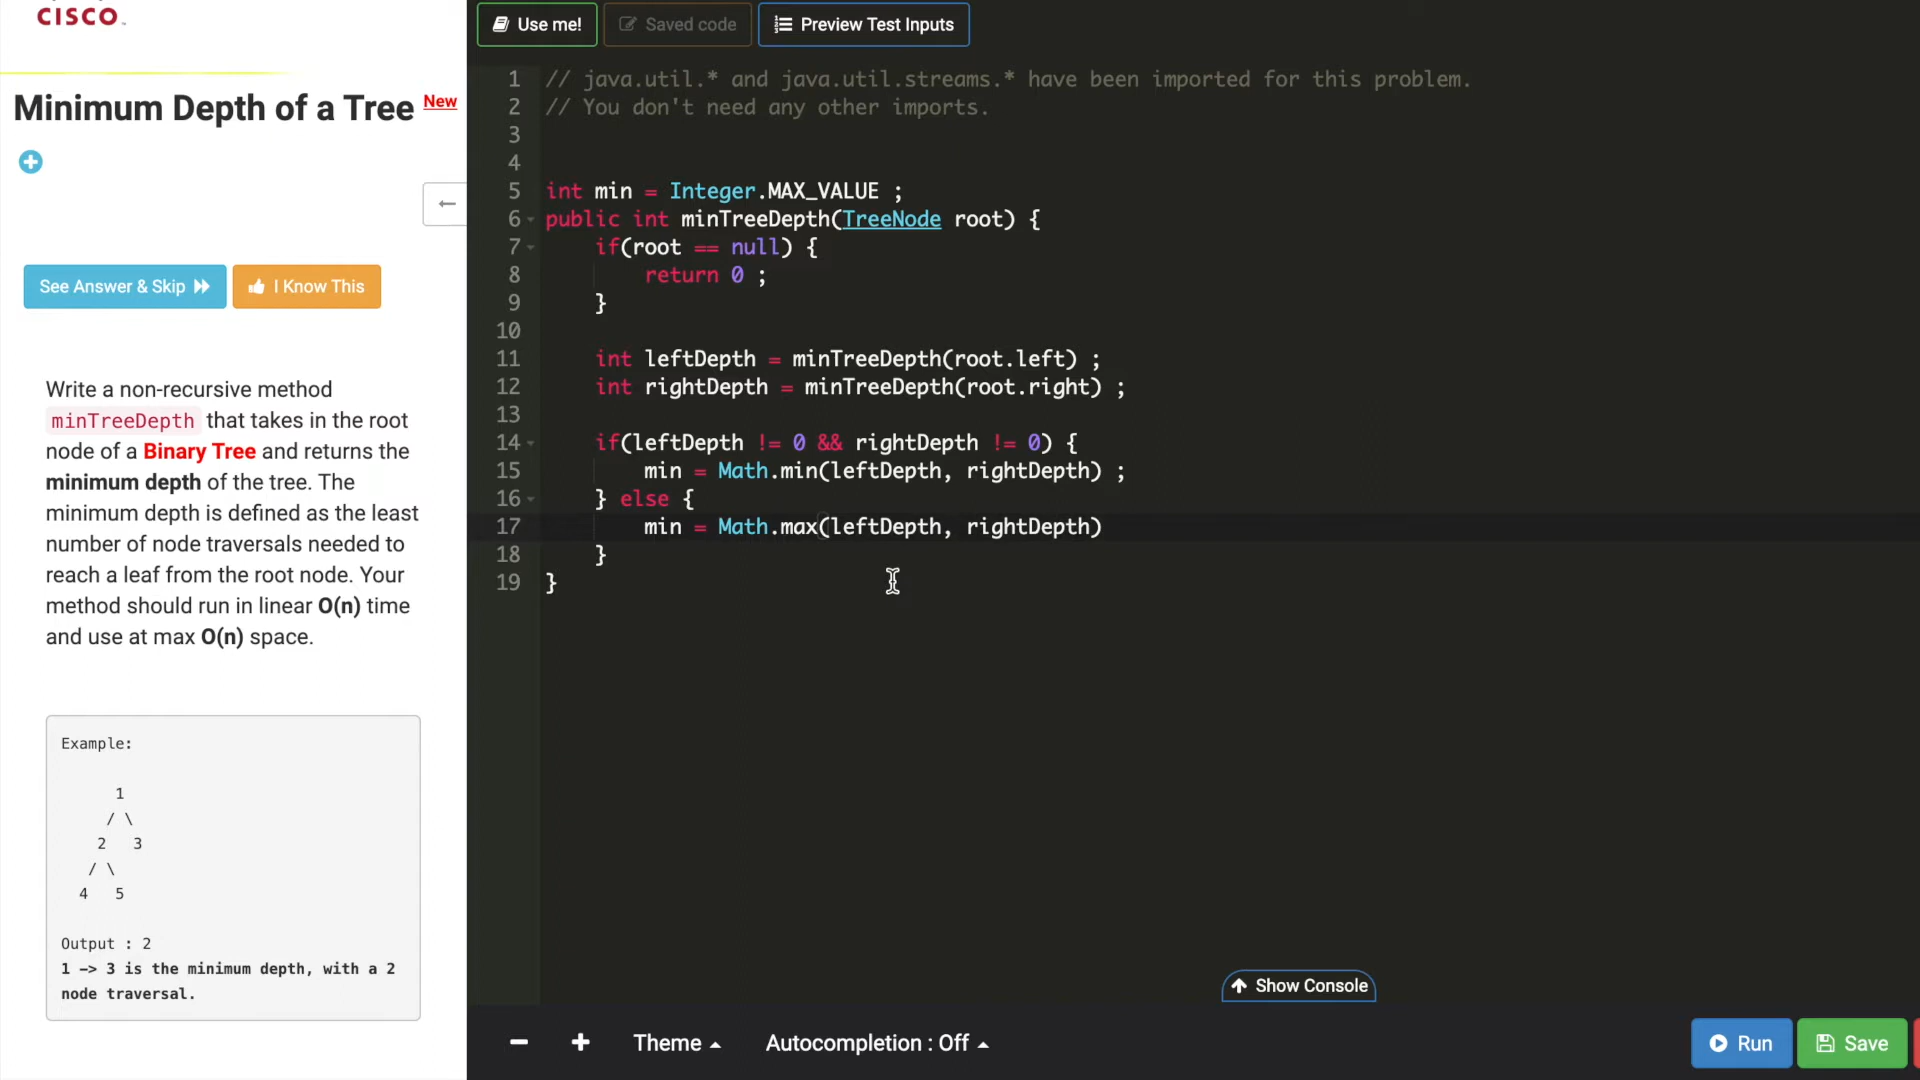 CISCO
Minimum Depth of a Tree New
See Answer & Skip
I Know This
Write a non-recursive method
minTreeDepth that takes in the root
node of a Binary Tree and returns the
minimum depth of the tree. The
minimum depth is defined as the least
number of node traversals needed to
reach a leaf from the root node. Your
method should run in linear O(n) time
and use at max O(n) space.
Example:
1
/ \
2 3
/ \
4 5
Output : 2
1 -> 3 is the minimum depth, with a 2
node traversal.
Use me!
Saved code
Preview Test Inputs
1 // java.util.* and java.util.streams.* have been imported for this problem.
2 // You don't need any other imports.
3
4
5 int min = Integer.MAX_VALUE ;
6 public int minTreeDepth(TreeNode root) {
7 if(root == null) {
8 return 0 ;
9 }
10
11 int leftDepth = minTreeDepth(root.left) ;
12 int rightDepth = minTreeDepth(root.right) ;
13
14 if(leftDepth != 0 && rightDepth != 0) {
15 min = Math.min(leftDepth, rightDepth) ;
16 } else {
17 min = Math.max(leftDepth, rightDepth)
18 }
19 }
Show Console
Theme
Autocompletion : Off
Run
Save